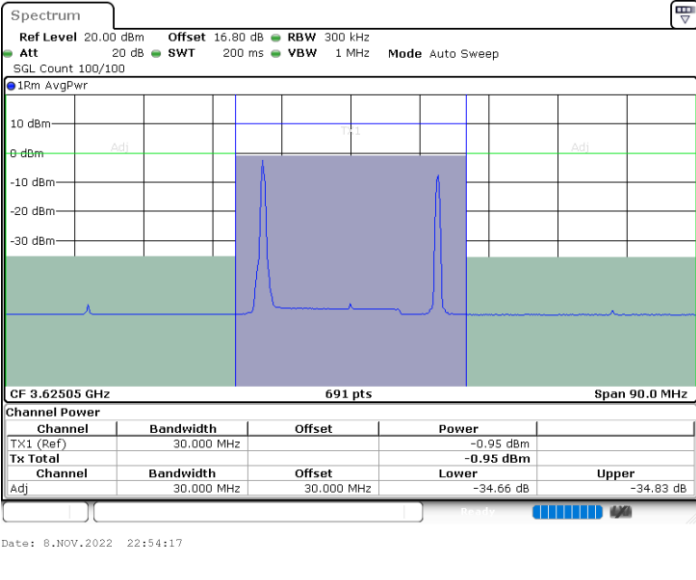 Spectrum
Ref Level 20.00 dBm Offset 16.80 dB RBW 300 kHz
Att 20 dB SWT 200 ms VBW 1 MHz Mode Auto Sweep
SGL Count 100/100
1Rm AvgPwr
10 dBm
TX1
Adj Adj
0 dBm
-10 dBm
-20 dBm
-30 dBm
CF 3.62505 GHz 691 pts Span 90.0 MHz
Channel Power
Channel Bandwidth Offset Power
TX1 (Ref) 30.000 MHz -0.95 dBm
Tx Total -0.95 dBm
Channel Bandwidth Offset Lower Upper
Adj 30.000 MHz 30.000 MHz -34.66 dB -34.83 dB
Ready
Date: 8.NOV.2022 22:54:17